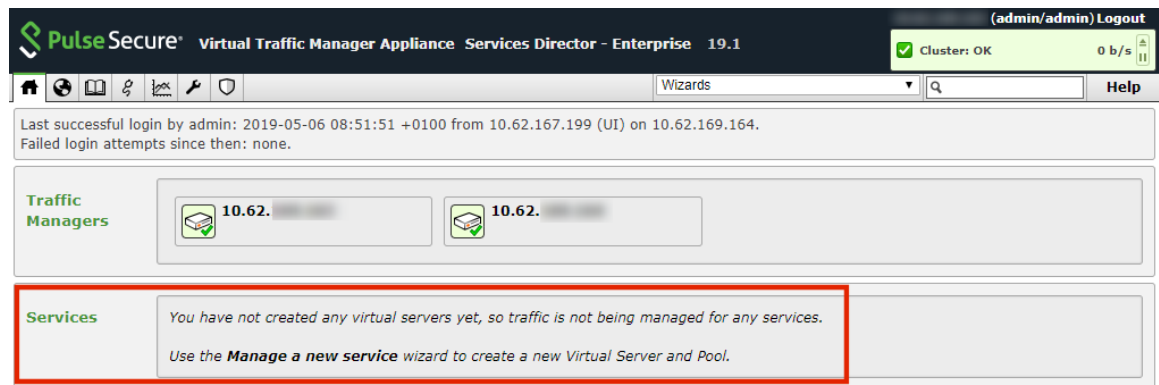 (admin/admin) Logout
PulseSecure® Virtual Traffic Manager Appliance Services Director - Enterprise 19.1
Cluster: OK 0 b/s
Wizards
Help
Last successful login by admin: 2019-05-06 08:51:51 +0100 from 10.62.167.199 (UI) on 10.62.169.164.
Failed login attempts since then: none.
Traffic
Managers
10.62.
10.62.
Services
You have not created any virtual servers yet, so traffic is not being managed for any services.
Use the Manage a new service wizard to create a new Virtual Server and Pool.